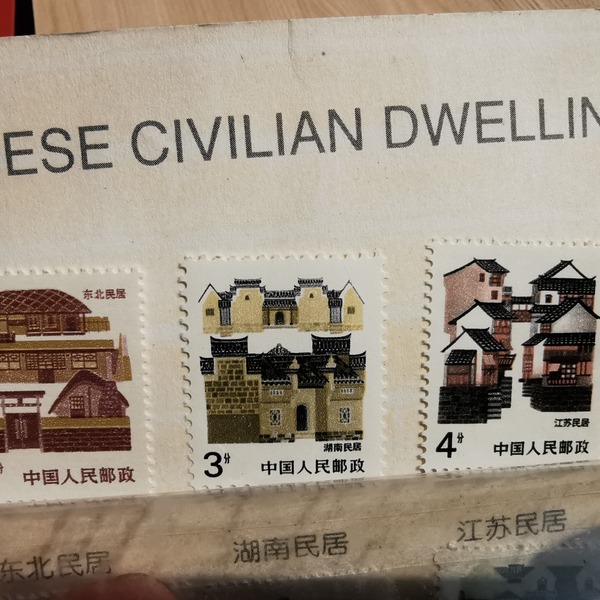 ESE CIVILIAN DWELLIN
东北民居
分
中国人民邮政
湖南民居
3分
中国人民邮政
江苏民居
4分
中国人民邮政
东北民居
湖南民居
江苏民居